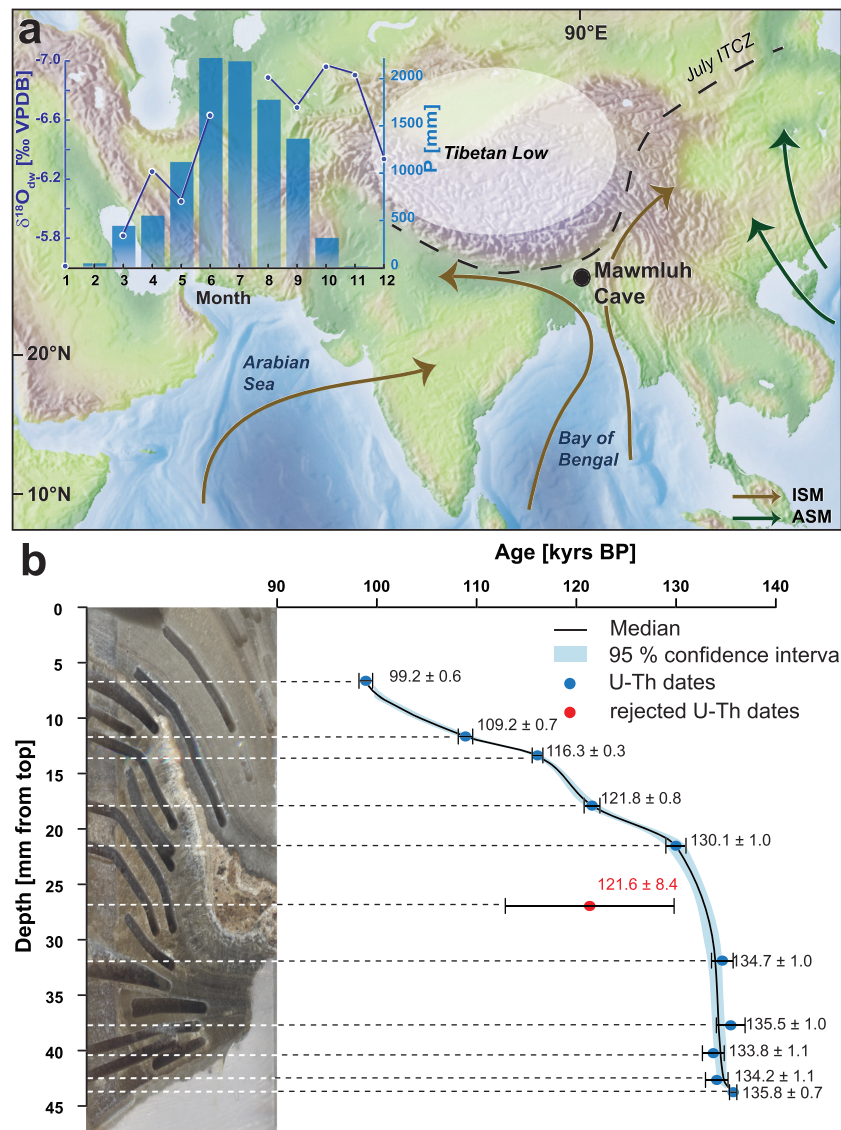 a
90°E
July ITCZ
-7.0
-6.6
-6.2
-5.8
δ18Odw [‰ VPDB]
2000
1500
1000
500
0
P [mm]
1 2 3 4 5 6 7 8 9 10 11 12
Month
Tibetan Low
Mawmluh
Cave
20°N
10°N
Arabian
Sea
Bay of
Bengal
ISM
ASM
b
Age [kyrs BP]
90 100 110 120 130 140
Depth [mm from top]
0
5
10
15
20
25
30
35
40
45
Median
95 % confidence interva
U-Th dates
rejected U-Th dates
99.2 ± 0.6
109.2 ± 0.7
116.3 ± 0.3
121.8 ± 0.8
130.1 ± 1.0
121.6 ± 8.4
134.7 ± 1.0
135.5 ± 1.0
133.8 ± 1.1
134.2 ± 1.1
135.8 ± 0.7